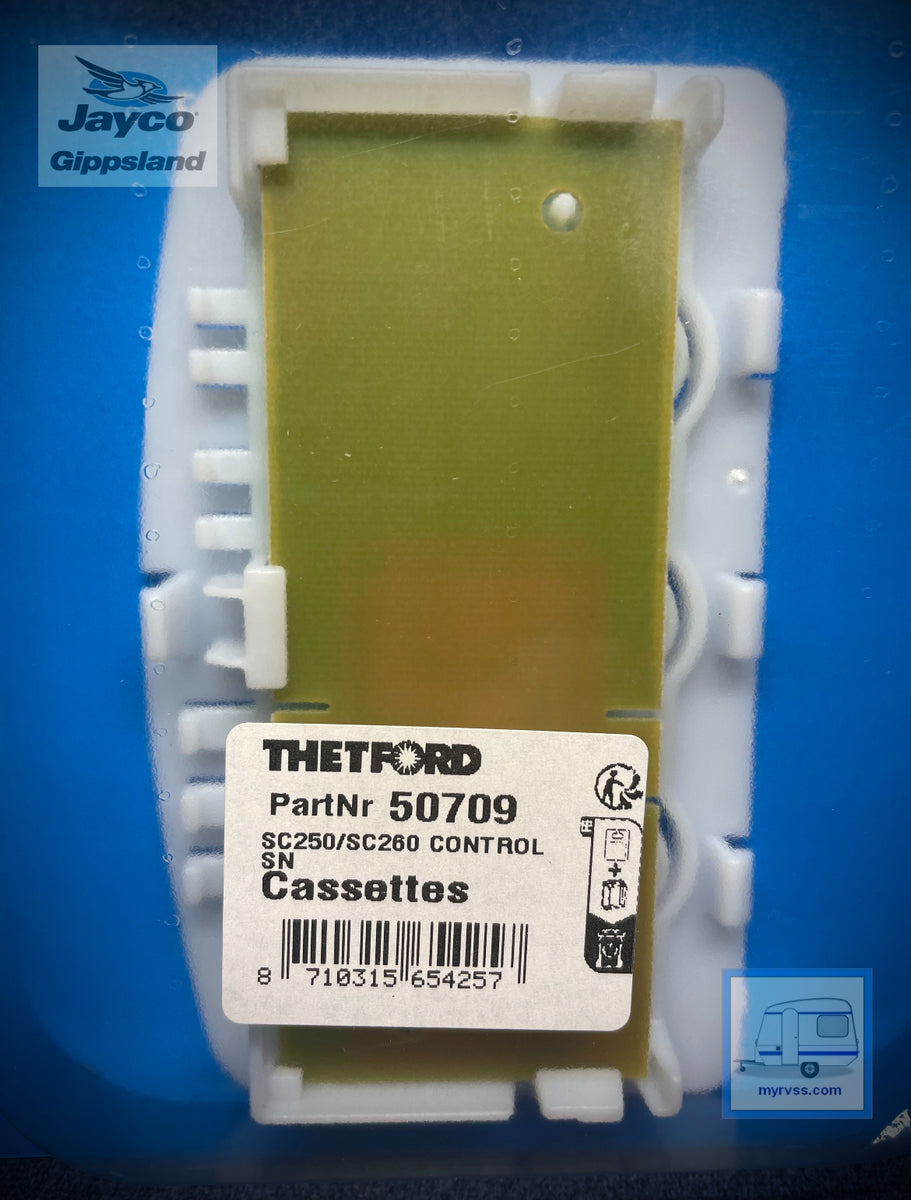 Jayco
Gippsland
THETFORD
PartNr 50709
SC250/SC260 CONTROL
SN
Cassettes
8 710315 654257
myrvss.com